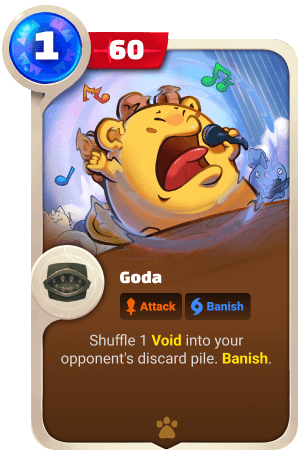 1
60
Goda
Attack
Banish
Shuffle 1 Void into your
opponent's discard pile. Banish.